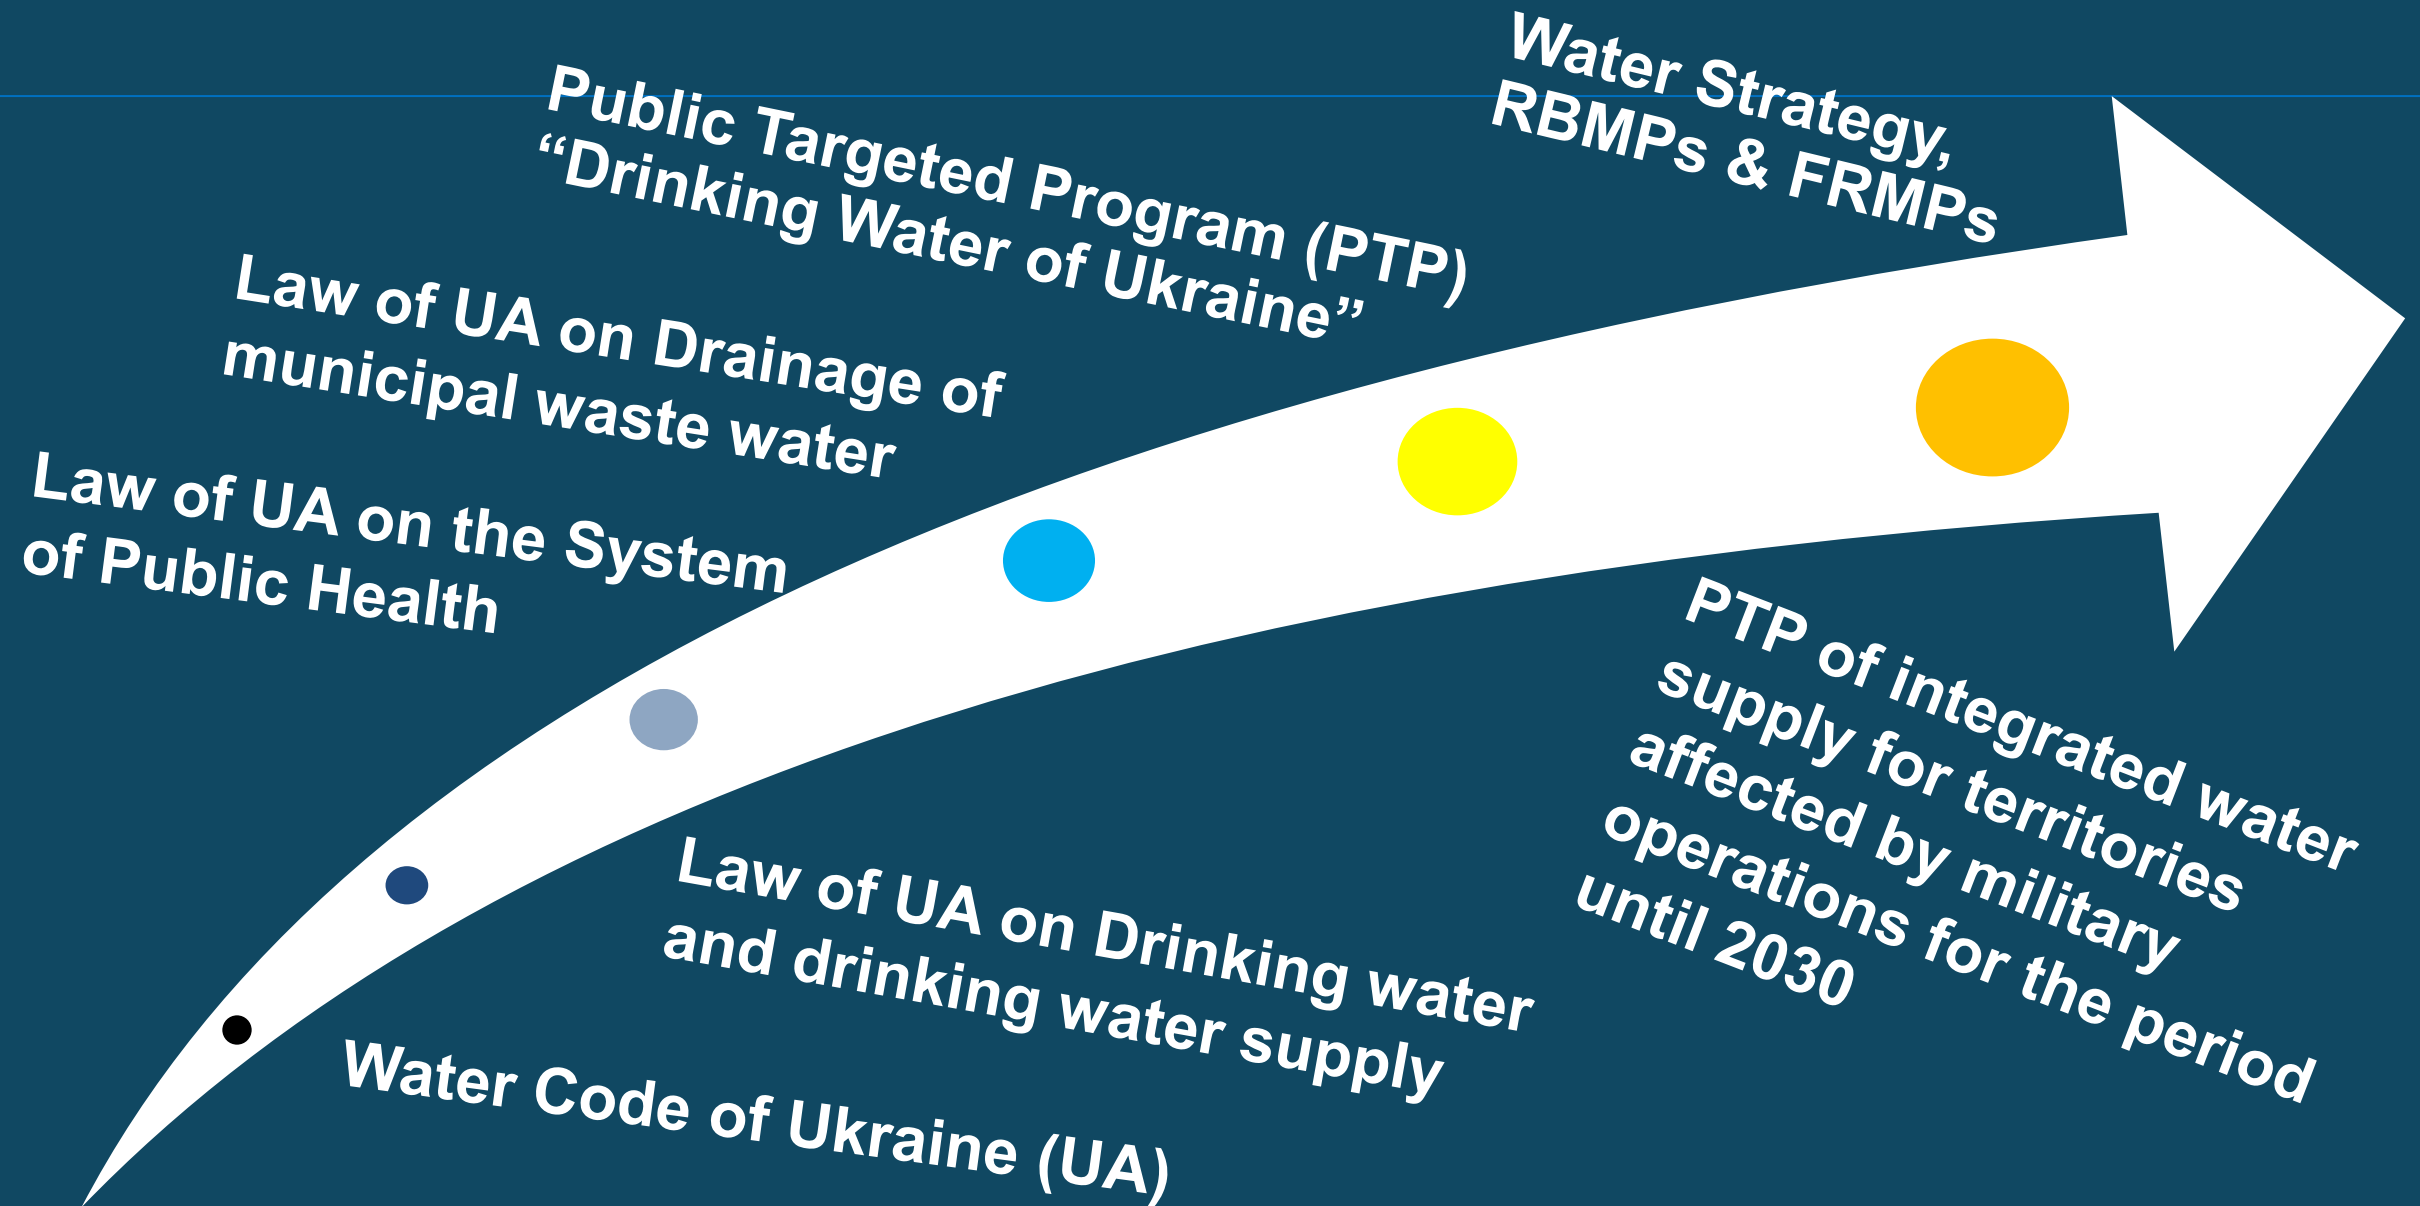 Water Strategy,
RBMPs & FRMPs
Public Targeted Program (PTP)
“Drinking Water of Ukraine”
Law of UA on Drainage of
municipal waste water
Law of UA on the System
of Public Health
PTP of integrated water
supply for territories
affected by military
operations for the period
until 2030
Law of UA on Drinking water
and drinking water supply
Water Code of Ukraine (UA)